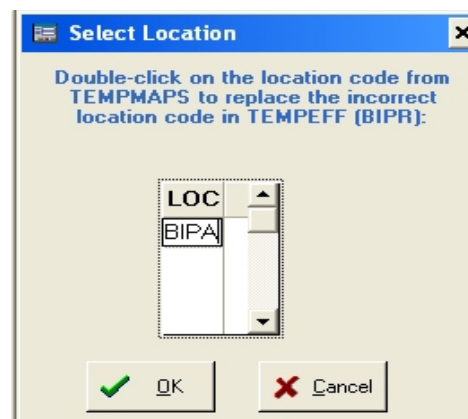 Select Location
Double-click on the location code from
TEMPMAPS to replace the incorrect
location code in TEMPEFF (BIPR):
LOC
BIPA
OK
Cancel